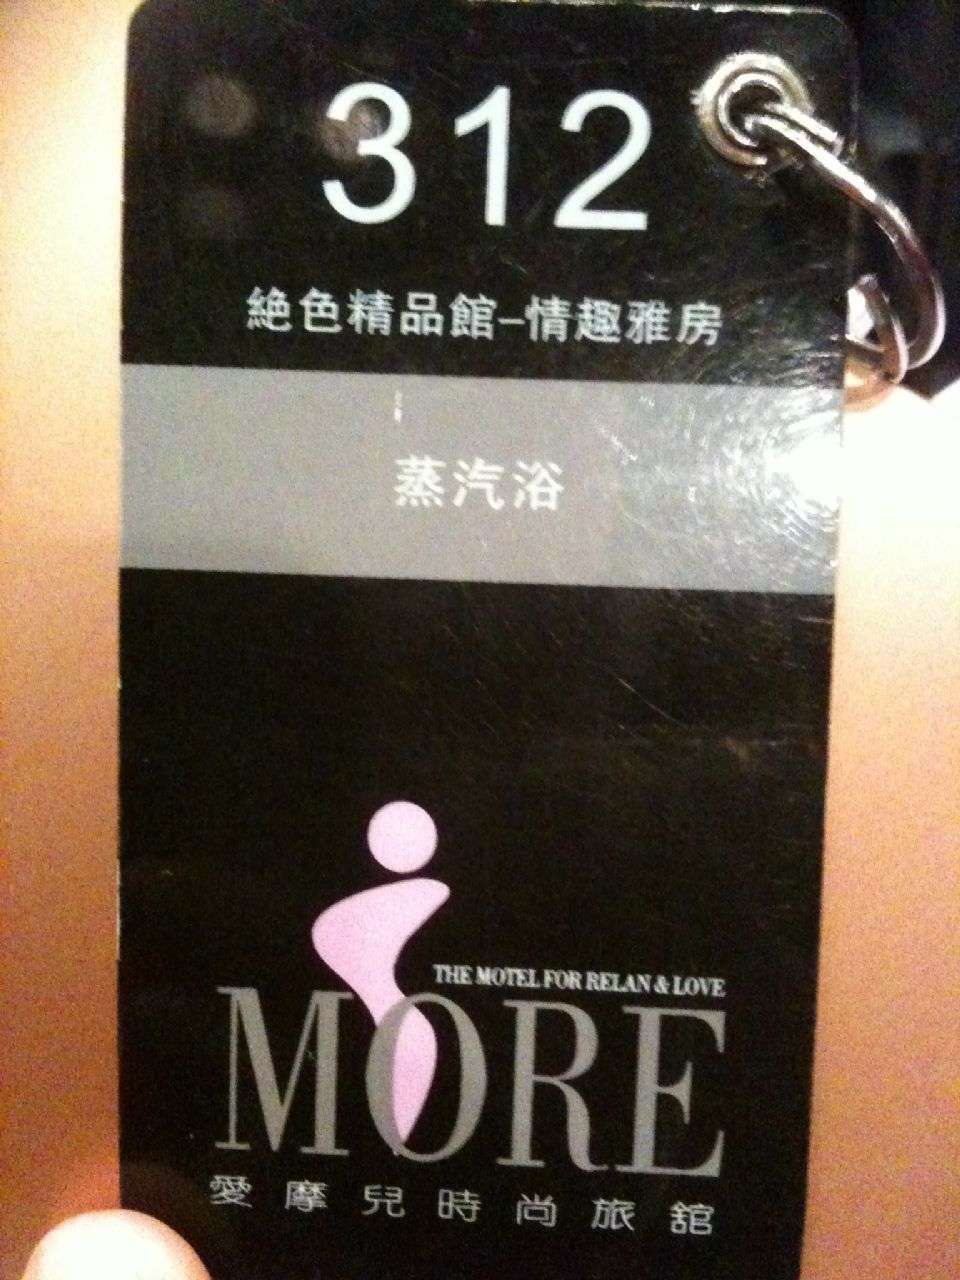 312
絕色精品館-情趣雅房
蒸汽浴
THE MOTEL FOR RELAN & LOVE
MORE
愛摩兒時尚旅館